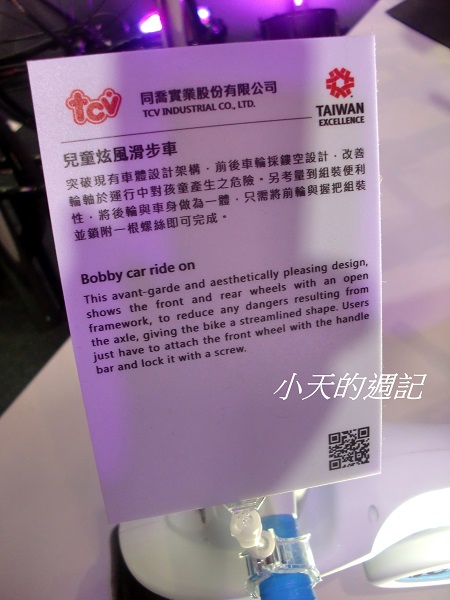 tcv
同喬實業股份有限公司
TCV INDUSTRIAL CO., LTD.
TAIWAN
EXCELLENCE
兒童炫風滑步車
突破現有車體設計架構，前後車輪採鏤空設計，改善
輪軸於運行中對孩童產生之危險。另考量到組裝便利
性，將後輪與車身做為一體，只需將前輪與握把組裝
並鎖附一根螺絲即可完成。
Bobby car ride on
This avant-garde and aesthetically pleasing design,
shows the front and rear wheels with an open
framework, to reduce any dangers resulting from
the axle, giving the bike a streamlined shape. Users
just have to attach the front wheel with the handle
bar and lock it with a screw.
小天的週記